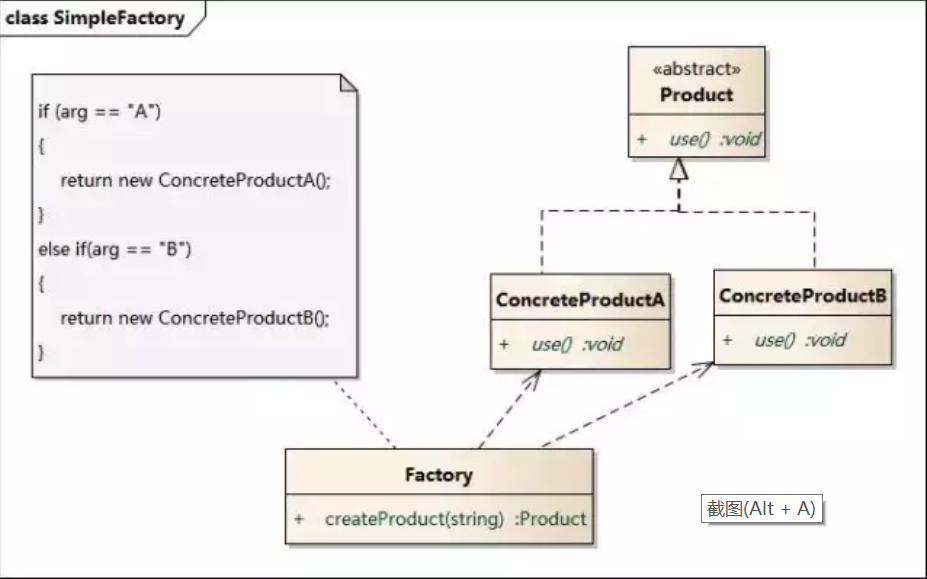 class SimpleFactory
if (arg == "A")
{
return new ConcreteProductA();
}
else if(arg == "B")
{
return new ConcreteProductB();
}
«abstract»
Product
+ use() :void
ConcreteProductA
+ use() :void
ConcreteProductB
+ use() :void
Factory
+ createProduct(string) :Product
截图(Alt + A)